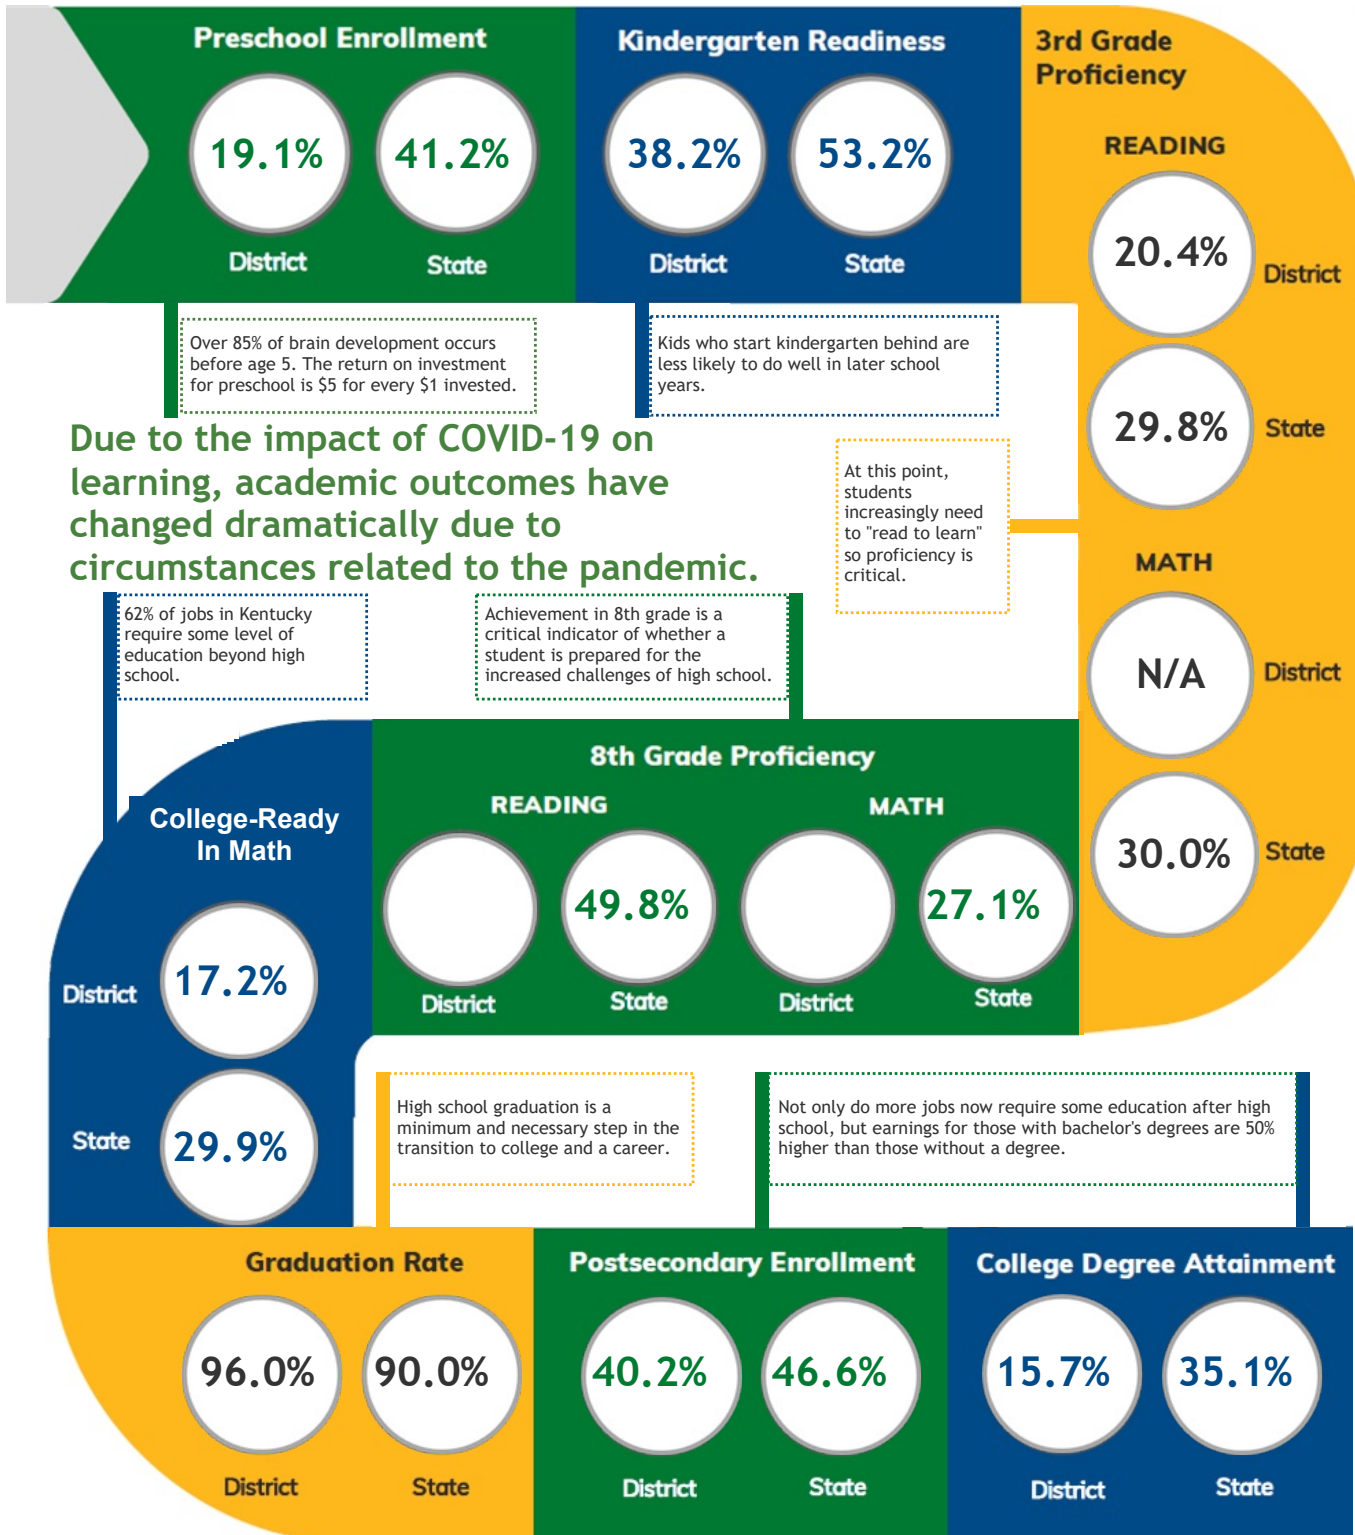 Preschool Enrollment
19.1%
41.2%
District
State
Kindergarten Readiness
38.2%
53.2%
District
State
3rd Grade
Proficiency
READING
20.4%
District
29.8%
State
MATH
N/A
District
30.0%
State
Over 85% of brain development occurs
before age 5. The return on investment
for preschool is $5 for every $1 invested.
Kids who start kindergarten behind are
less likely to do well in later school
years.
Due to the impact of COVID-19 on
learning, academic outcomes have
changed dramatically due to
circumstances related to the pandemic.
At this point,
students
increasingly need
to "read to learn"
so proficiency is
critical.
62% of jobs in Kentucky
require some level of
education beyond high
school.
Achievement in 8th grade is a
critical indicator of whether a
student is prepared for the
increased challenges of high school.
8th Grade Proficiency
READING
MATH
49.8%
27.1%
District
State
District
State
College-Ready
In Math
District
17.2%
State
29.9%
High school graduation is a
minimum and necessary step in the
transition to college and a career.
Not only do more jobs now require some education after high
school, but earnings for those with bachelor's degrees are 50%
higher than those without a degree.
Graduation Rate
96.0%
90.0%
District
State
Postsecondary Enrollment
40.2%
46.6%
District
State
College Degree Attainment
15.7%
35.1%
District
State